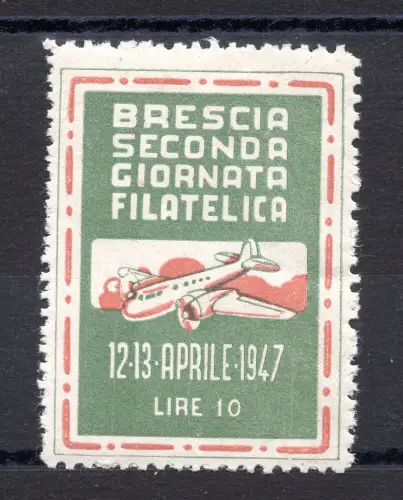 BRESCIA
SECONDA
GIORNATA
FILATELICA
12·13·APRILE·1947
LIRE 10